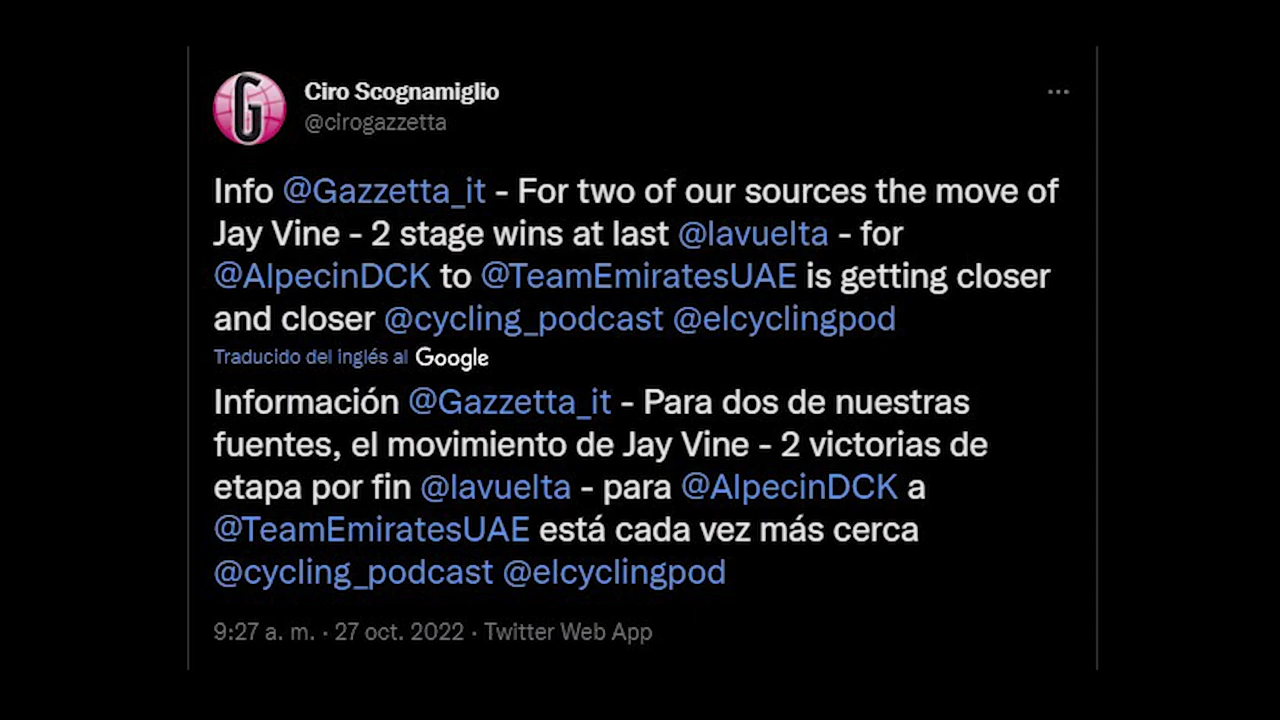 G
Ciro Scognamiglio
@cirogazzetta
Info @Gazzetta_it - For two of our sources the move of
Jay Vine - 2 stage wins at last @lavuelta - for
@AlpecinDCK to @TeamEmiratesUAE is getting closer
and closer @cycling_podcast @elcyclingpod
Traducido del inglés al Google
Información @Gazzetta_it - Para dos de nuestras
fuentes, el movimiento de Jay Vine - 2 victorias de
etapa por fin @lavuelta - para @AlpecinDCK a
@TeamEmiratesUAE está cada vez más cerca
@cycling_podcast @elcyclingpod
9:27 a. m. · 27 oct. 2022 · Twitter Web App